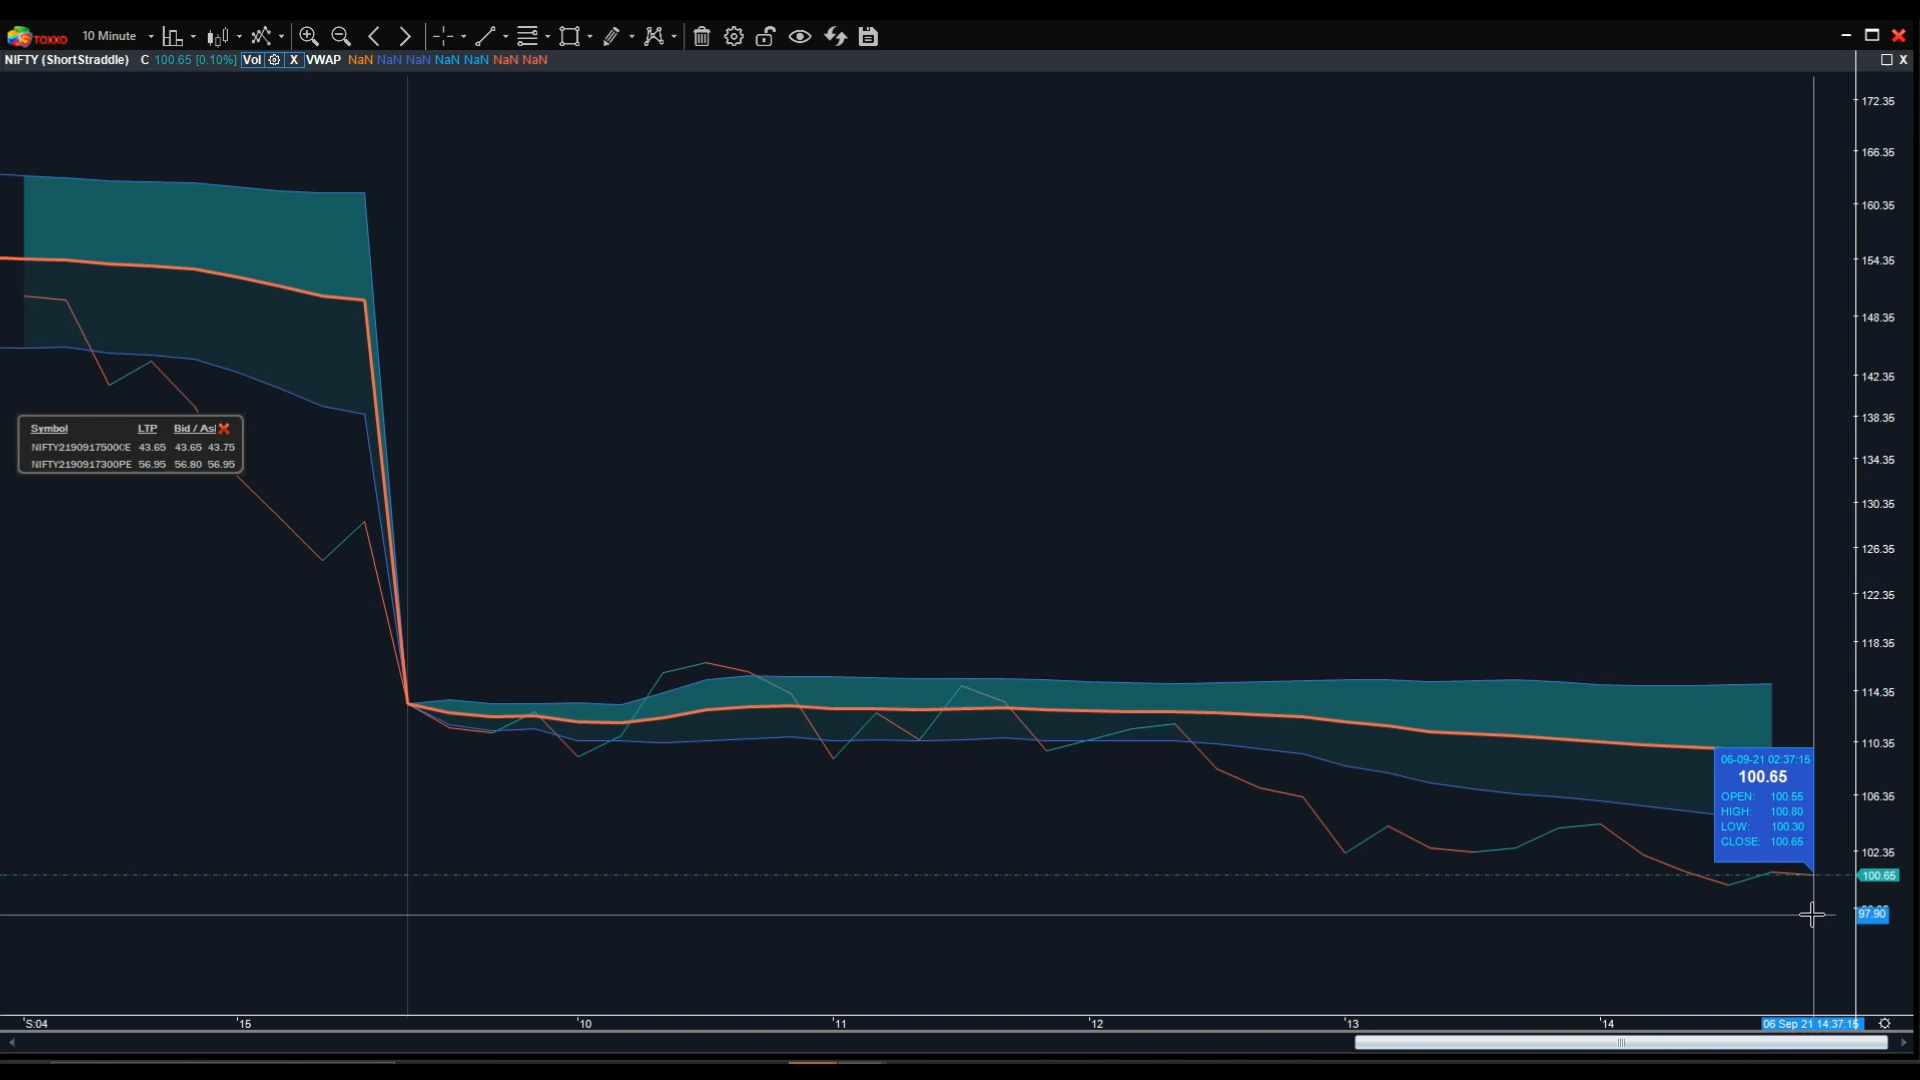 TOXXO 10 Minute
NIFTY (ShortStraddle) C 100.65 [0.10%] Vol X VWAP NaN NaN NaN NaN NaN NaN NaN X
172.35
166.35
160.35
154.35
148.35
142.35
138.35
134.35
130.35
126.35
122.35
118.35
114.35
110.35
106.35
102.35
100.65
97.90
Symbol LTP Bid / As
NIFTY2190917500CE 43.65 43.65 43.75
NIFTY2190917300PE 56.95 56.80 56.95
06-09-21 02:37:15
100.65
OPEN: 100.55
HIGH: 100.80
LOW: 100.30
CLOSE: 100.65
'S:04 '15 '10 '11 '12 '13 '14 06 Sep 21 14:37:15